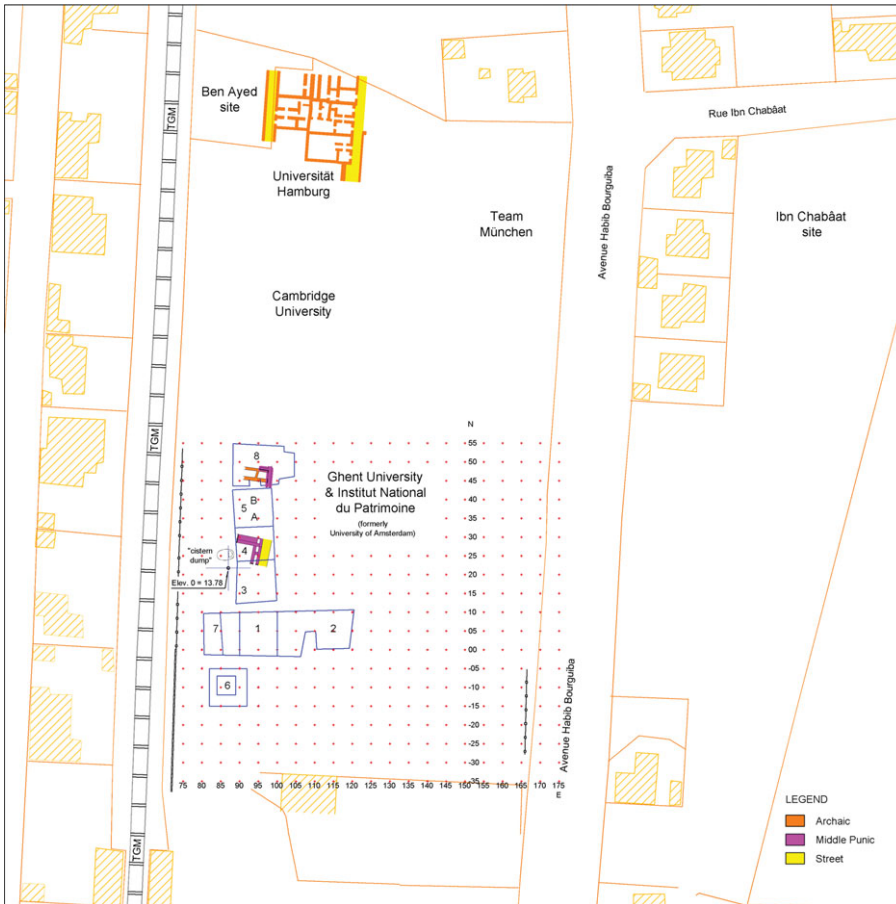 TGM
Ben Ayed
site
Universität
Hamburg
Rue Ibn Chabâat
Avenue Habib Bourguiba
Team
München
Ibn Chabâat
site
Cambridge
University
TGM
N
55
50
45
40
35
30
25
20
15
10
05
00
-05
-10
-15
-20
-25
-30
-35
8
Ghent University
& Institut National
du Patrimoine
(formerly
University of Amsterdam)
B
5
A
"cistern
dump"
4
Elev. 0 = 13.78
3
7
1
2
6
Avenue Habib Bourguiba
75 80 85 90 95 100 105 110 115 120 125 130 135 140 145 150 155 160 165 170 175
E
TGM
LEGEND
Archaic
Middle Punic
Street